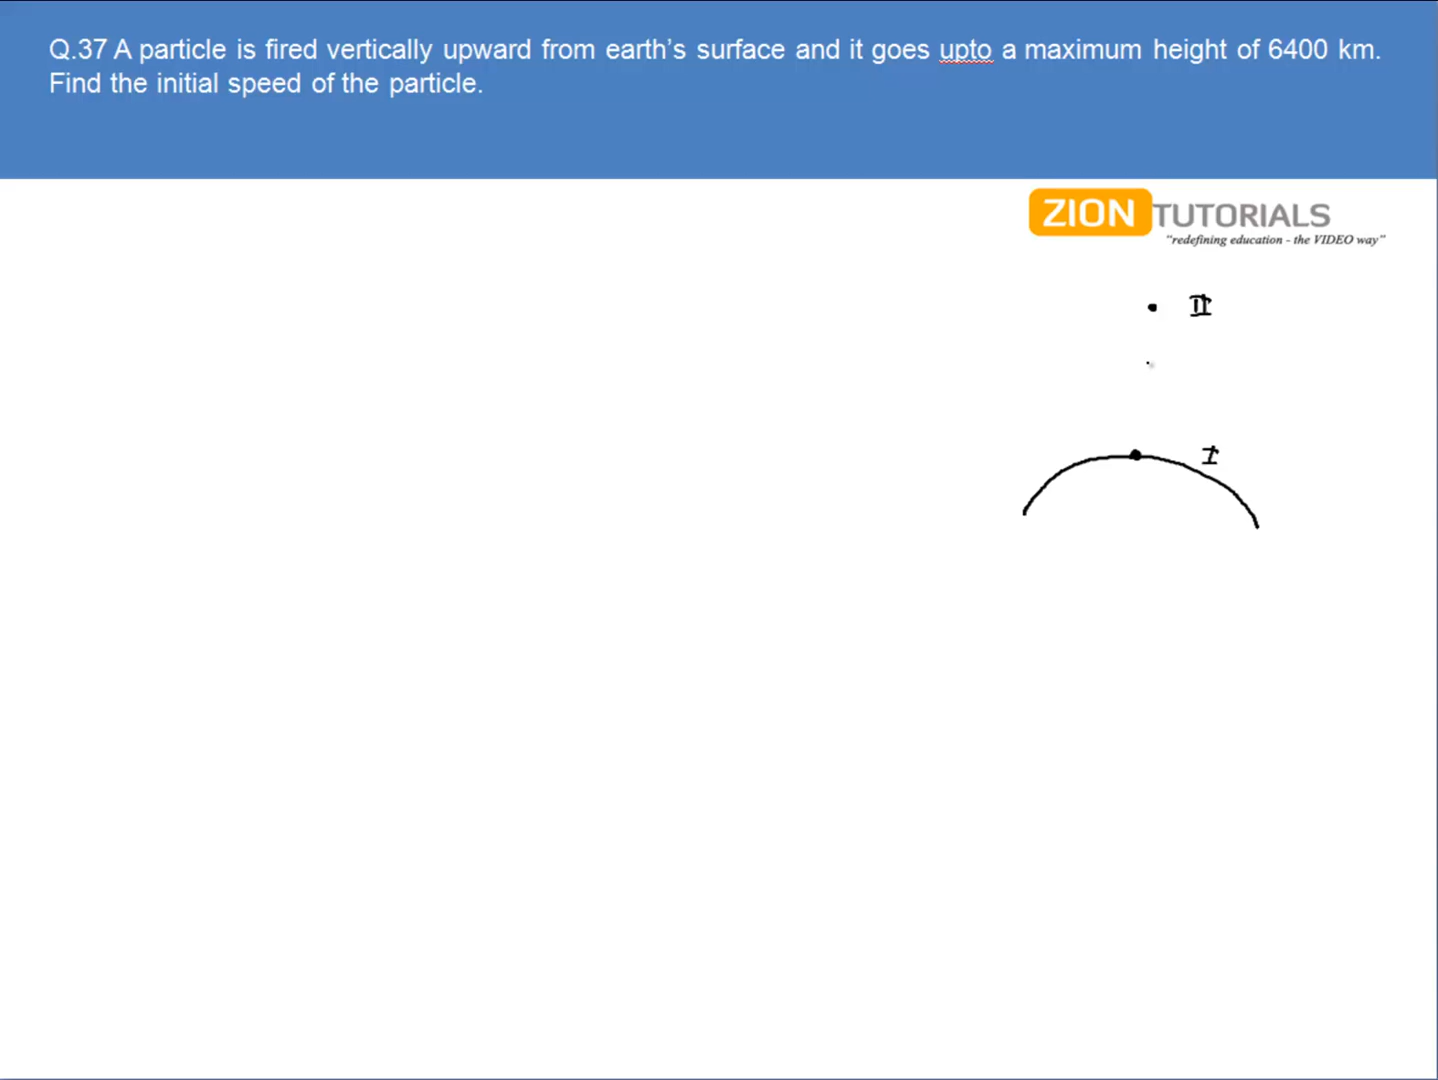 Q.37 A particle is fired vertically upward from earth's surface and it goes upto a maximum height of 6400 km.
Find the initial speed of the particle.
ZION TUTORIALS
"redefining education - the VIDEO way"
II
I